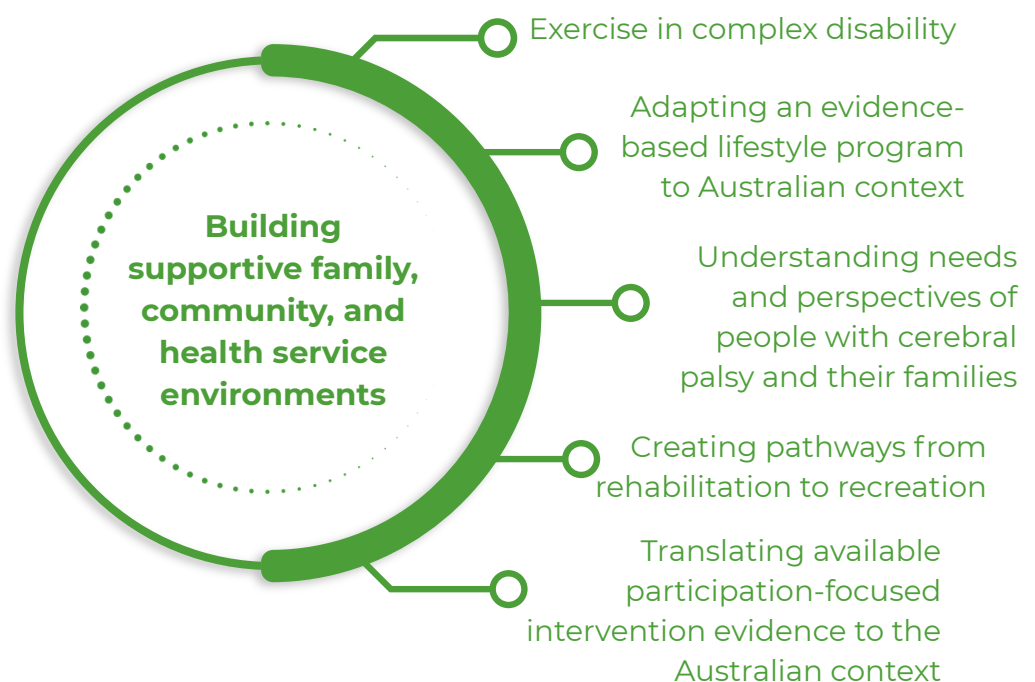 Exercise in complex disability
Adapting an evidence-
based lifestyle program
to Australian context
Building
supportive family,
community, and
health service
environments
Understanding needs
and perspectives of
people with cerebral
palsy and their families
Creating pathways from
rehabilitation to recreation
Translating available
participation-focused
intervention evidence to the
Australian context